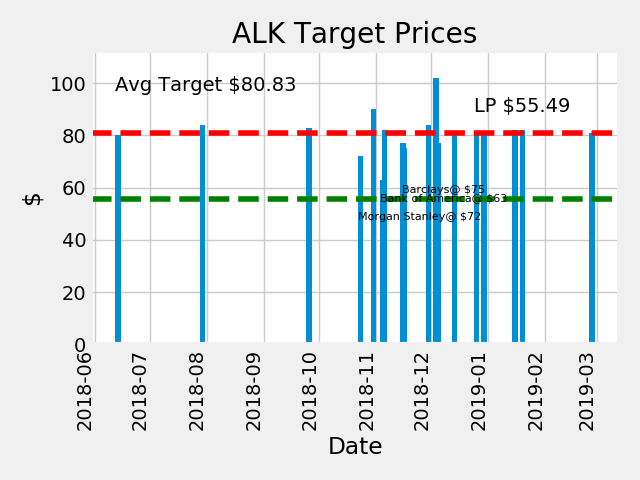 ALK Target Prices
Avg Target $80.83
LP $55.49
Barclays@ $75
Bank of America@ $63
Morgan Stanley@ $72
$
100
80
60
40
20
0
2018-06
2018-07
2018-08
2018-09
2018-10
2018-11
2018-12
2019-01
2019-02
2019-03
Date